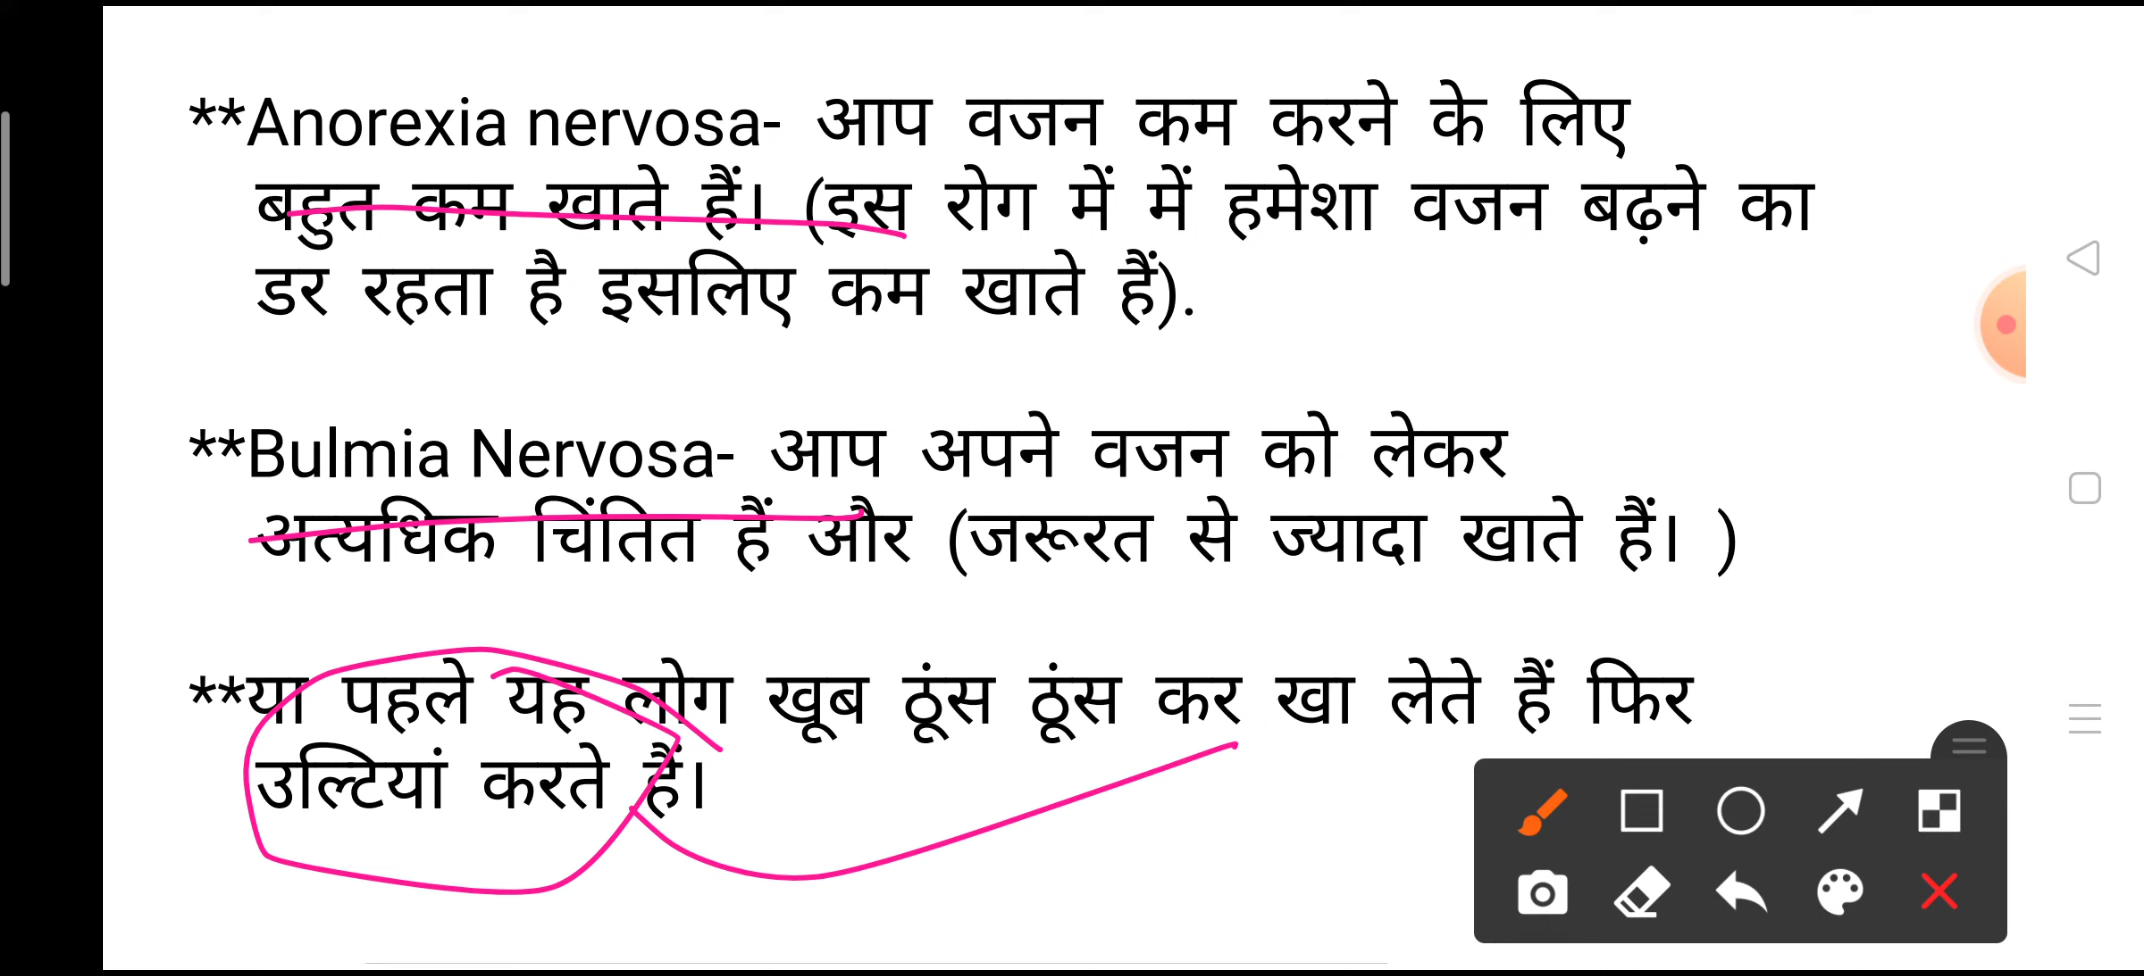 **Anorexia nervosa- आप वजन कम करने के लिए
बहुत कम खाते हैं। (इस रोग में में हमेशा वजन बढ़ने का
डर रहता है इसलिए कम खाते हैं).
**Bulmia Nervosa- आप अपने वजन को लेकर
अत्यधिक चिंतित हैं और (जरूरत से ज्यादा खाते हैं। )
**या पहले यह लोग खूब ठूंस ठूंस कर खा लेते हैं फिर
उल्टियां करते हैं।